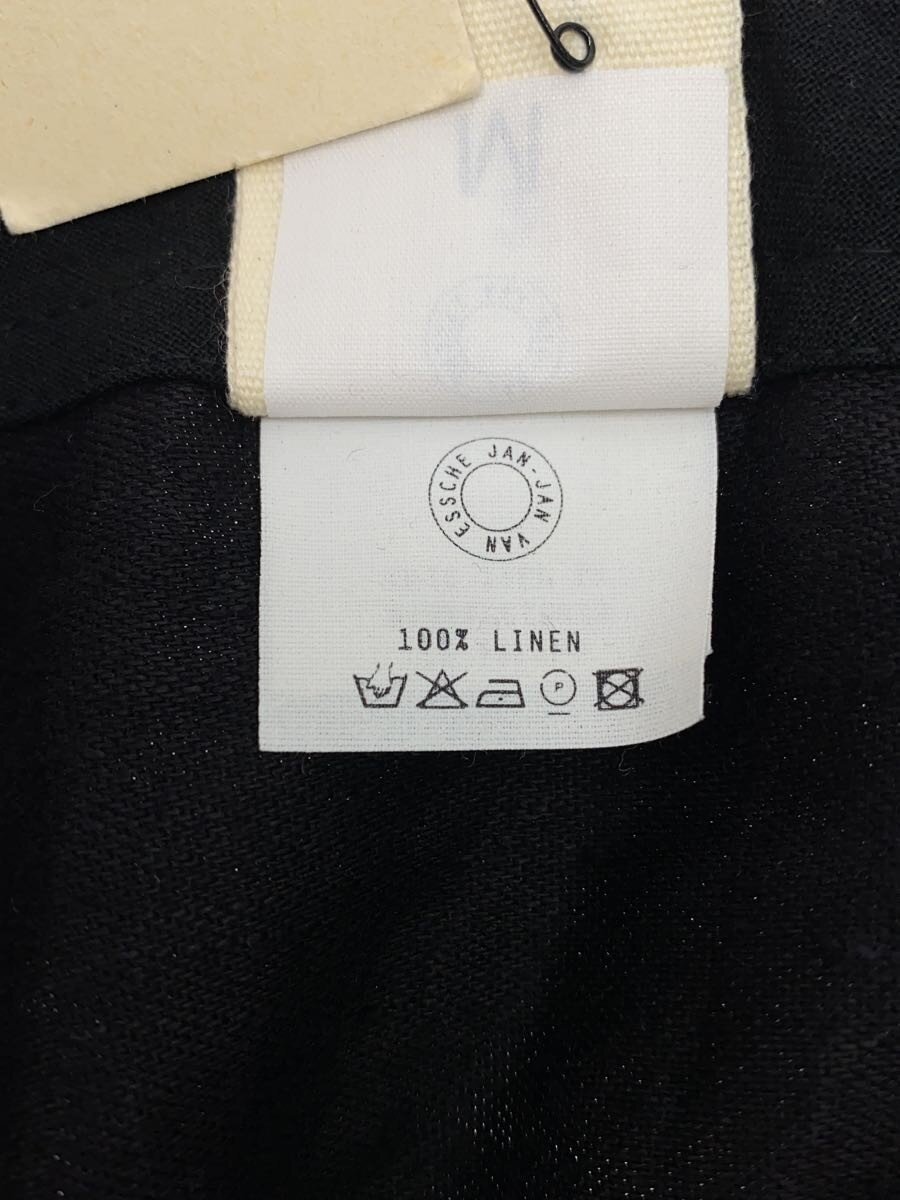 M
JAN-JAN VAN ESSCHE
100% LINEN
P